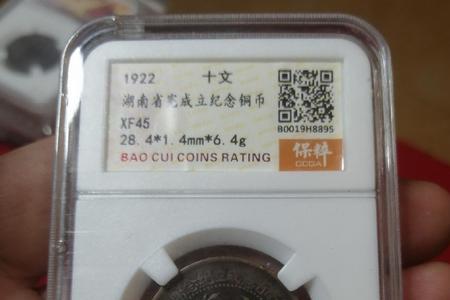 1922 十文
湖南省宪成立纪念铜币
XF45
28.4*1.4mm*6.4g
B0019H8895
BAO CUI COINS RATING
保粹
CCGA